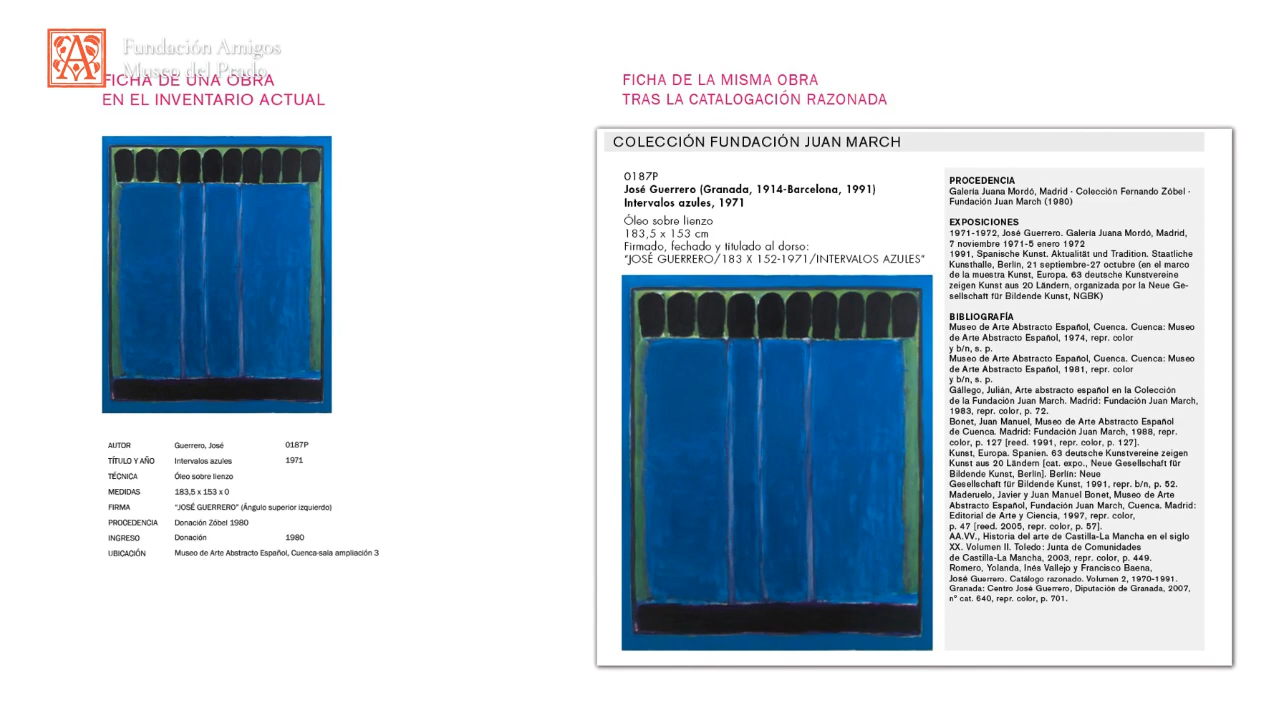 Fundación Amigos
Museo del Prado
FICHA DE UNA OBRA
EN EL INVENTARIO ACTUAL
AUTOR Guerrero, José 0187P
TÍTULO Y AÑO Intervalos azules 1971
TÉCNICA Óleo sobre lienzo
MEDIDAS 183,5 x 153 x 0
FIRMA "JOSÉ GUERRERO" (Ángulo superior izquierdo)
PROCEDENCIA Donación Zóbel 1980
INGRESO Donación 1980
UBICACIÓN Museo de Arte Abstracto Español, Cuenca-sala ampliación 3
FICHA DE LA MISMA OBRA
TRAS LA CATALOGACIÓN RAZONADA
COLECCIÓN FUNDACIÓN JUAN MARCH
0187P
José Guerrero (Granada, 1914-Barcelona, 1991)
Intervalos azules, 1971
Óleo sobre lienzo
183,5 x 153 cm
Firmado, fechado y titulado al dorso:
"JOSÉ GUERRERO/183 X 152-1971/INTERVALOS AZULES"
PROCEDENCIA
Galería Juana Mordó, Madrid · Colección Fernando Zóbel ·
Fundación Juan March (1980)
EXPOSICIONES
1971-1972, José Guerrero. Galería Juana Mordó, Madrid,
7 noviembre 1971-5 enero 1972
1991, Spanische Kunst. Aktualität und Tradition. Staatliche
Kunsthalle, Berlín, 21 septiembre-27 octubre (en el marco
de la muestra Kunst, Europa. 63 deutsche Kunstvereine
zeigen Kunst aus 20 Ländern, organizada por la Neue Ge-
sellschaft für Bildende Kunst, NGBK)
BIBLIOGRAFÍA
Museo de Arte Abstracto Español, Cuenca. Cuenca: Museo
de Arte Abstracto Español, 1974, repr. color
y b/n, s. p.
Museo de Arte Abstracto Español, Cuenca. Cuenca: Museo
de Arte Abstracto Español, 1981, repr. color
y b/n, s. p.
Gállego, Julián, Arte abstracto español en la Colección
de la Fundación Juan March. Madrid: Fundación Juan March,
1983, repr. color, p. 72.
Bonet, Juan Manuel, Museo de Arte Abstracto Español
de Cuenca. Madrid: Fundación Juan March, 1988, repr.
color, p. 127 [reed. 1991, repr. color, p. 127].
Kunst, Europa. Spanien. 63 deutsche Kunstvereine zeigen
Kunst aus 20 Ländern [cat. expo., Neue Gesellschaft für
Bildende Kunst, Berlin]. Berlin: Neue
Gesellschaft für Bildende Kunst, 1991, repr. b/n, p. 52.
Maderuelo, Javier y Juan Manuel Bonet, Museo de Arte
Abstracto Español, Fundación Juan March, Cuenca. Madrid:
Editorial de Arte y Ciencia, 1997, repr. color,
p. 47 [reed. 2005, repr. color, p. 57].
AA.VV., Historia del arte de Castilla-La Mancha en el siglo
XX. Volumen II. Toledo: Junta de Comunidades
de Castilla-La Mancha, 2003, repr. color, p. 449.
Romero, Yolanda, Inés Vallejo y Francisco Baena,
José Guerrero. Catálogo razonado. Volumen 2, 1970-1991.
Granada: Centro José Guerrero, Diputación de Granada, 2007,
nº cat. 640, repr. color, p. 701.